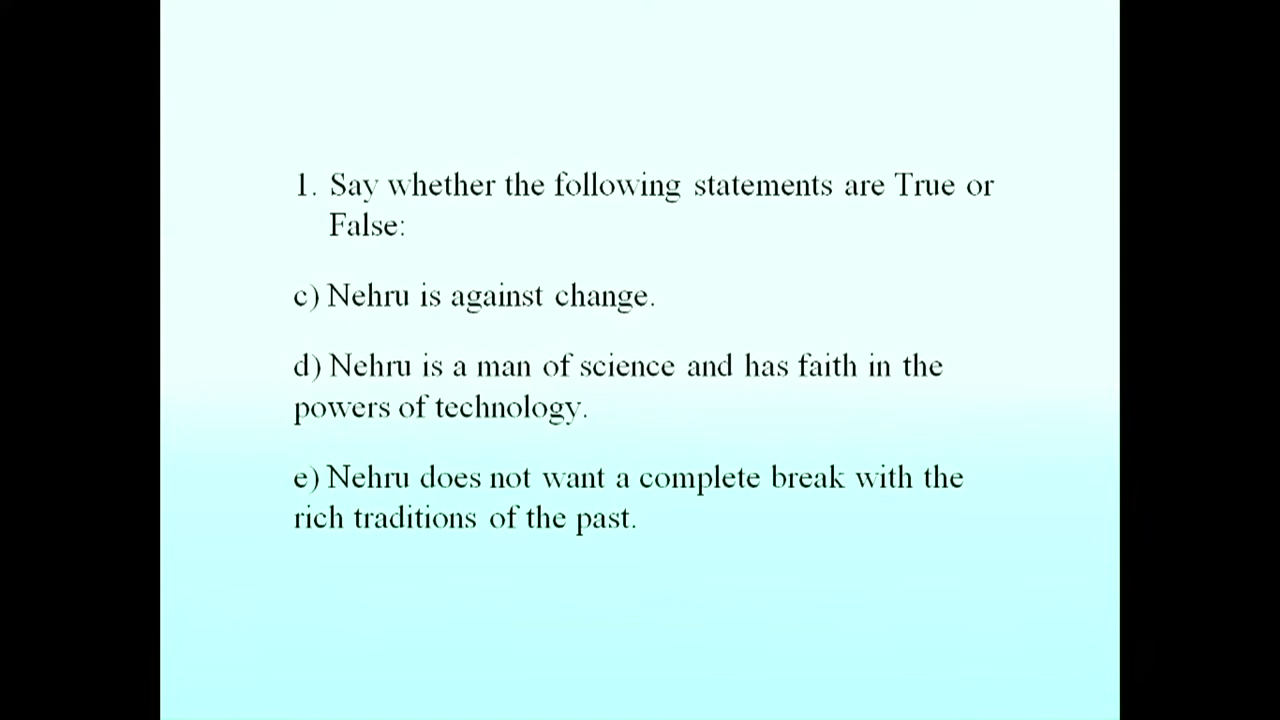 1. Say whether the following statements are True or
False:
c) Nehru is against change.
d) Nehru is a man of science and has faith in the
powers of technology.
e) Nehru does not want a complete break with the
rich traditions of the past.